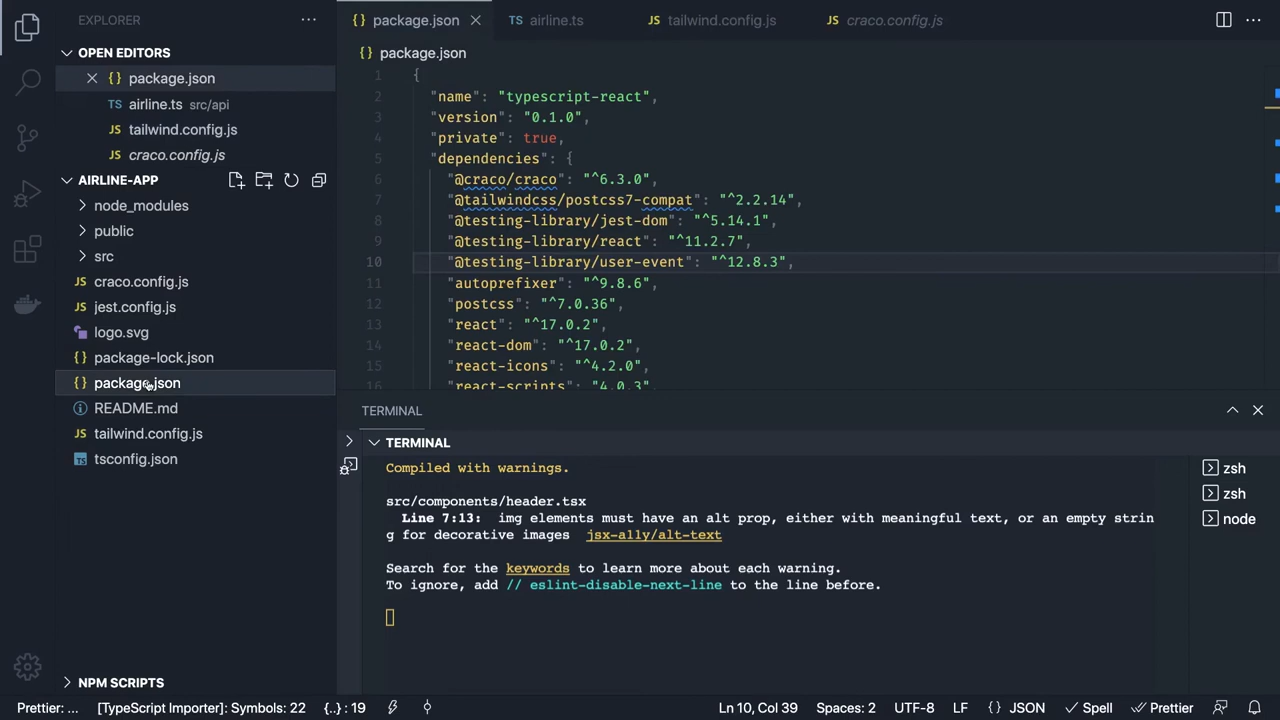 EXPLORER
OPEN EDITORS
{} package.json
TS airline.ts src/api
JS tailwind.config.js
JS craco.config.js
AIRLINE-APP
node_modules
public
src
JS craco.config.js
JS jest.config.js
logo.svg
{} package-lock.json
{} package.json
README.md
JS tailwind.config.js
TS tsconfig.json
NPM SCRIPTS
{} package.json
TS airline.ts
JS tailwind.config.js
JS craco.config.js
{} package.json
1 {
2 "name": "typescript-react",
3 "version": "0.1.0",
4 "private": true,
5 "dependencies": {
6 "@craco/craco": "^6.3.0",
7 "@tailwindcss/postcss7-compat": "^2.2.14",
8 "@testing-library/jest-dom": "^5.14.1",
9 "@testing-library/react": "^11.2.7",
10 "@testing-library/user-event": "^12.8.3",
11 "autoprefixer": "^9.8.6",
12 "postcss": "^7.0.36",
13 "react": "^17.0.2",
14 "react-dom": "^17.0.2",
15 "react-icons": "^4.2.0",
16 "react-scripts": "4.0.3",
TERMINAL
TERMINAL
Compiled with warnings.
src/components/header.tsx
Line 7:13: img elements must have an alt prop, either with meaningful text, or an empty strin
g for decorative images jsx-a11y/alt-text
Search for the keywords to learn more about each warning.
To ignore, add // eslint-disable-next-line to the line before.
zsh
zsh
node
Prettier: ... [TypeScript Importer]: Symbols: 22 {..} : 19 Ln 10, Col 39 Spaces: 2 UTF-8 LF {} JSON Spell Prettier